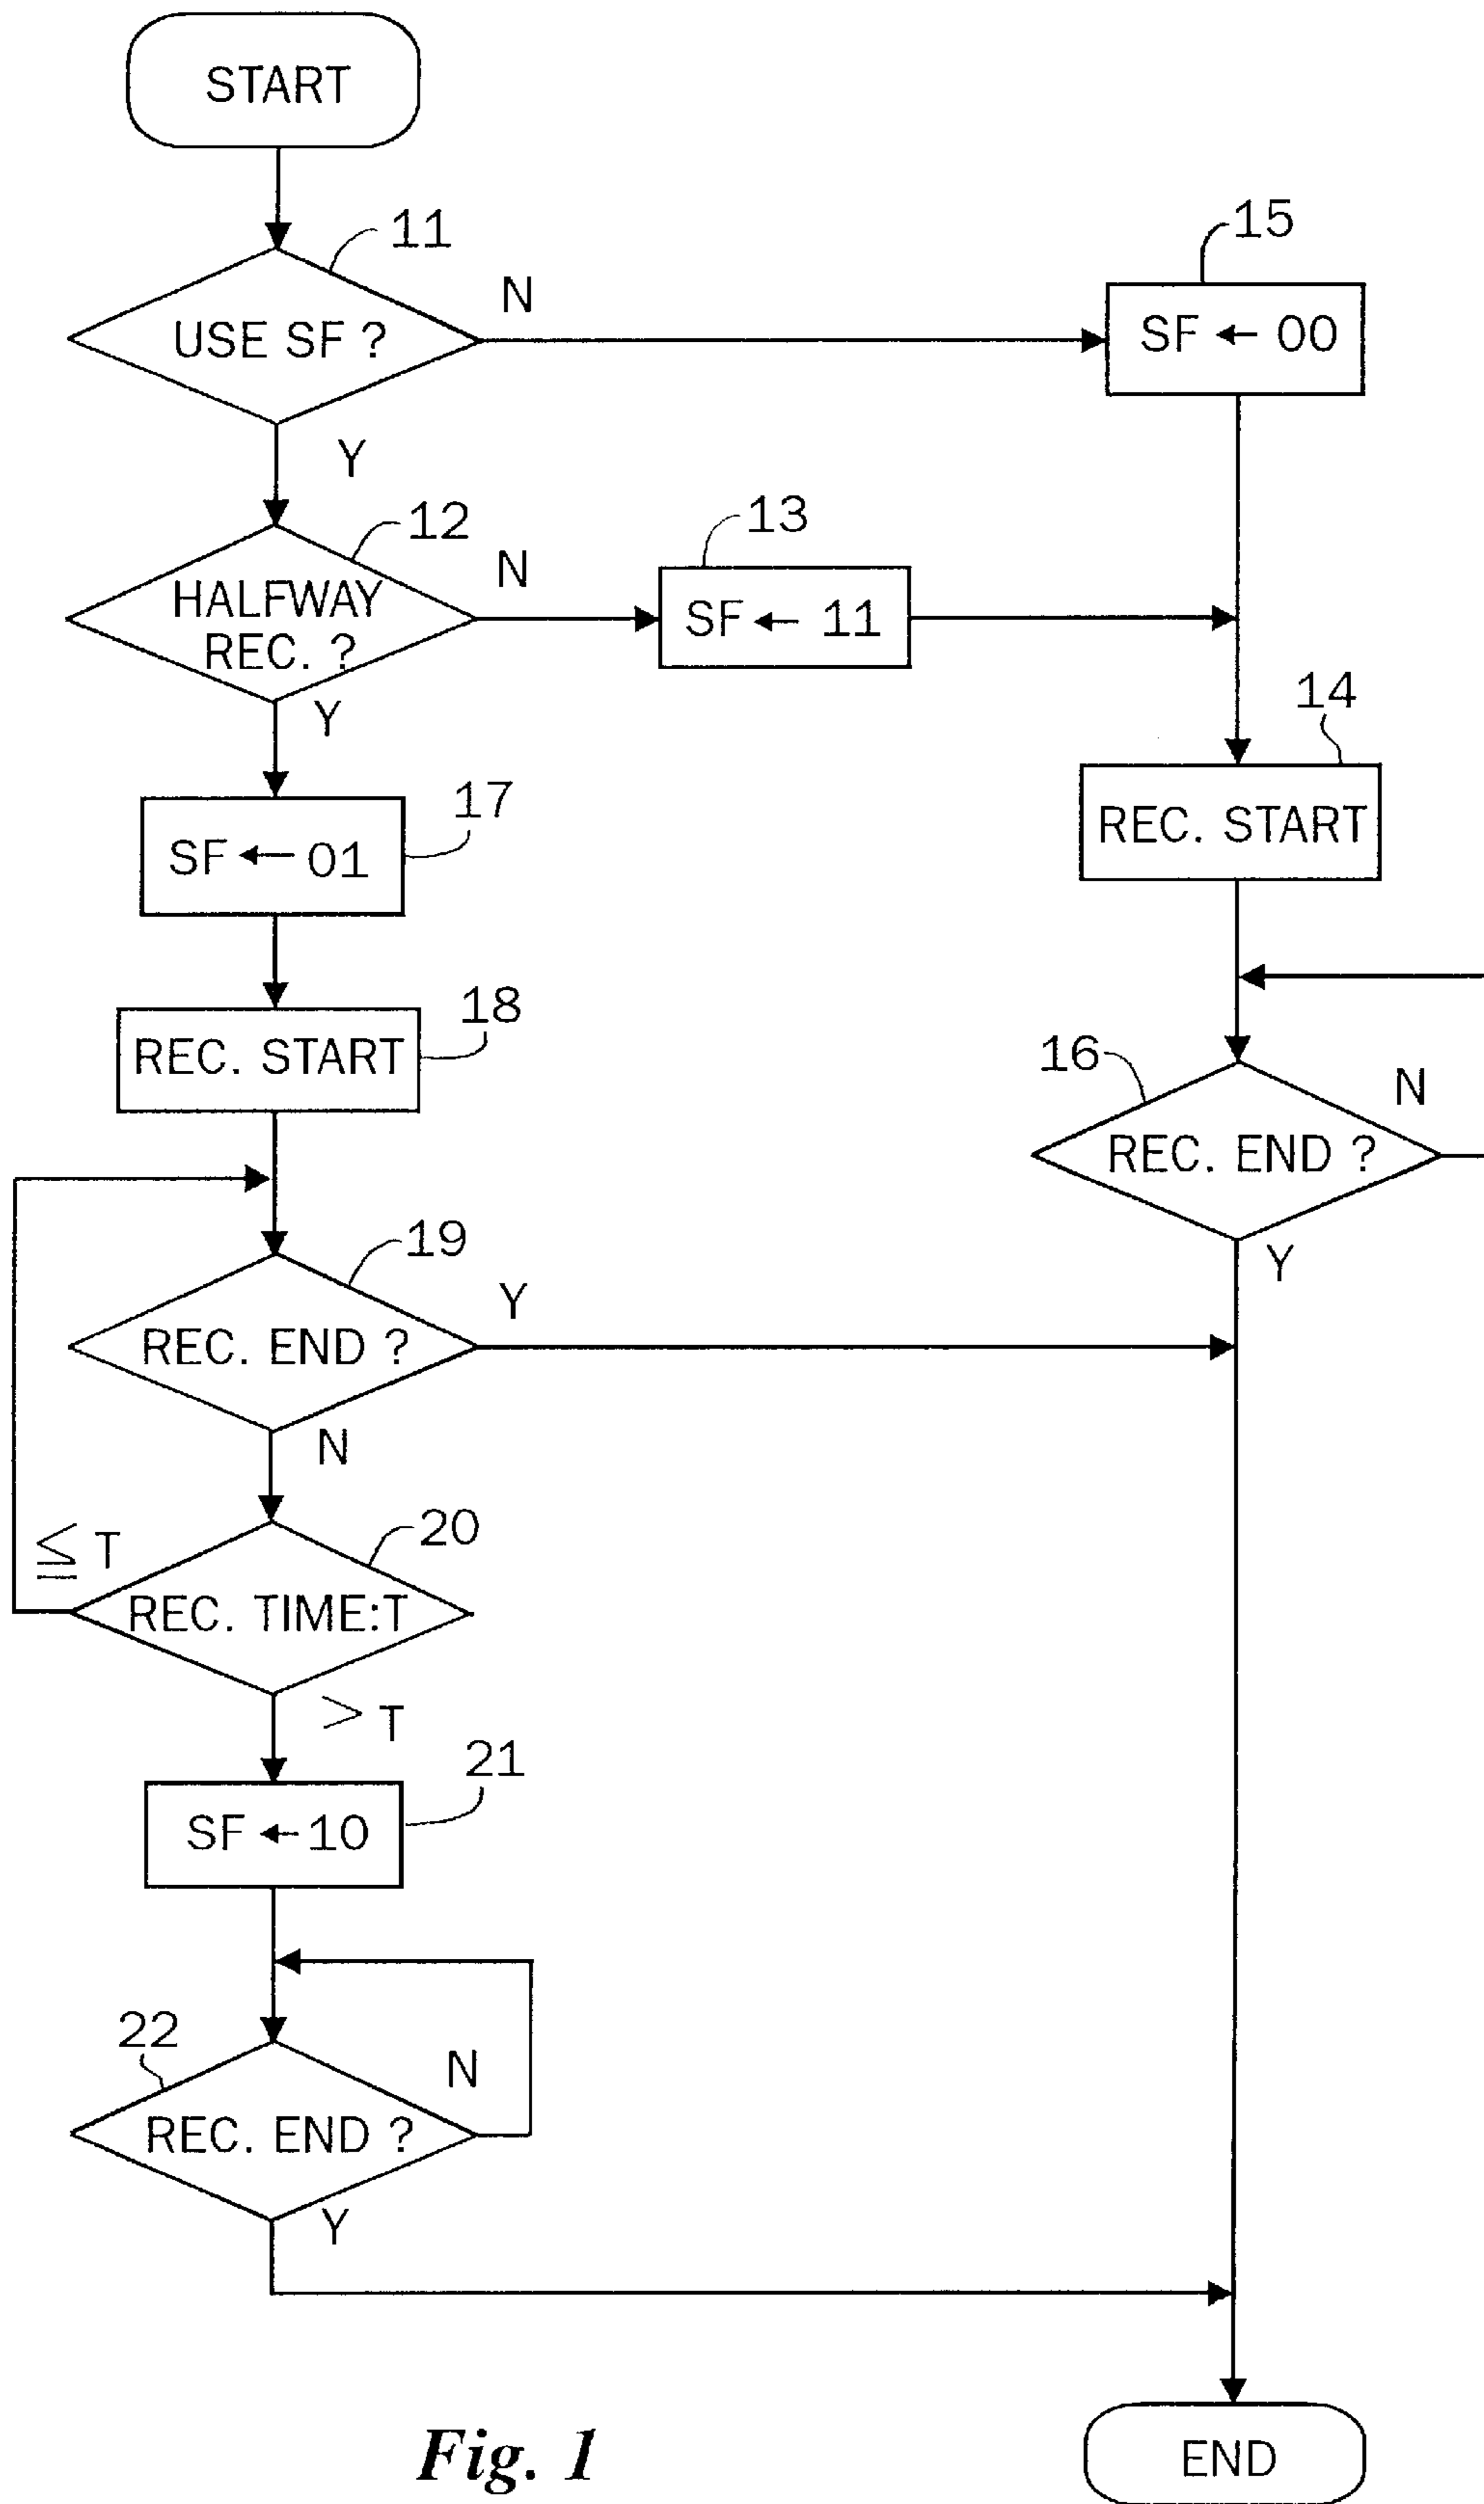 START
11
N
15
USE SF ?
SF ← 00
Y
12
N
13
HALFWAY
REC. ?
SF ← 11
Y
14
17
REC. START
SF ← 01
18
REC. START
16
N
REC. END ?
19
Y
Y
REC. END ?
N
20
≦ T
REC. TIME:T
> T
21
SF ← 10
22
N
REC. END ?
Y
END
Fig. 1